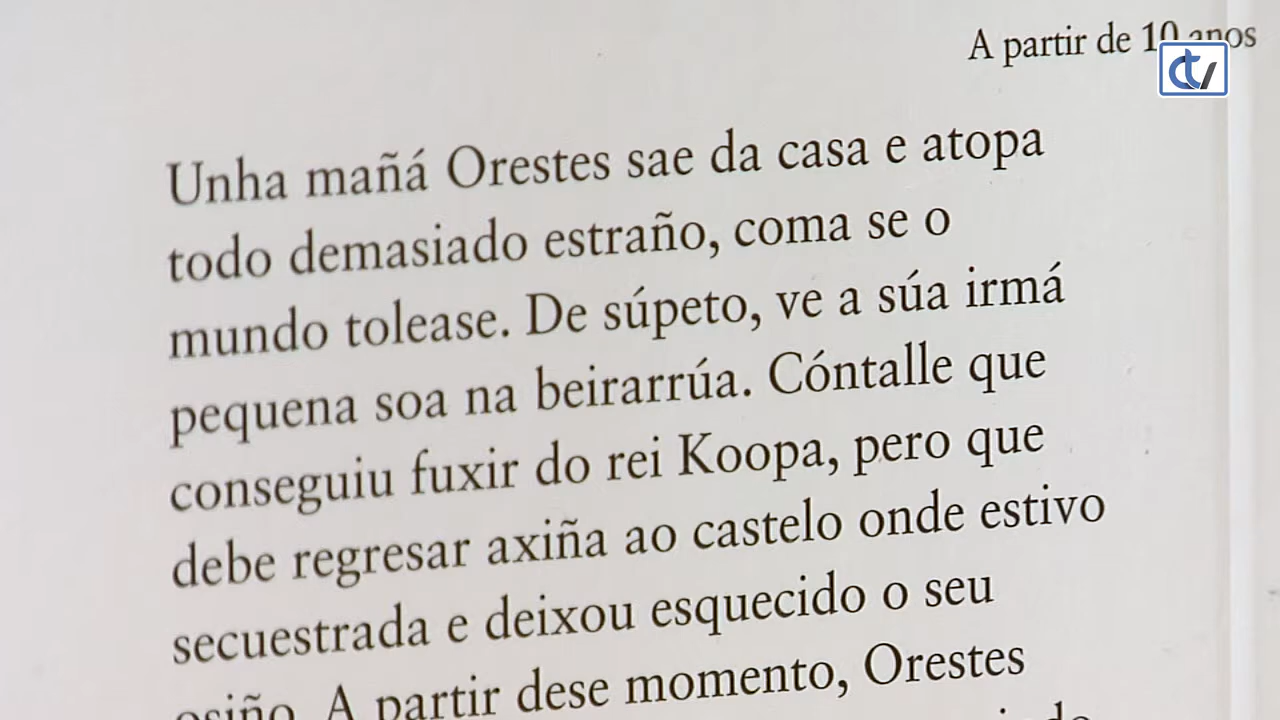 A partir de 10 anos
Unha mañá Orestes sae da casa e atopa
todo demasiado estraño, coma se o
mundo tolease. De súpeto, ve a súa irmá
pequena soa na beirarrúa. Cóntalle que
conseguiu fuxir do rei Koopa, pero que
debe regresar axiña ao castelo onde estivo
secuestrada e deixou esquecido o seu
osiño. A partir dese momento, Orestes